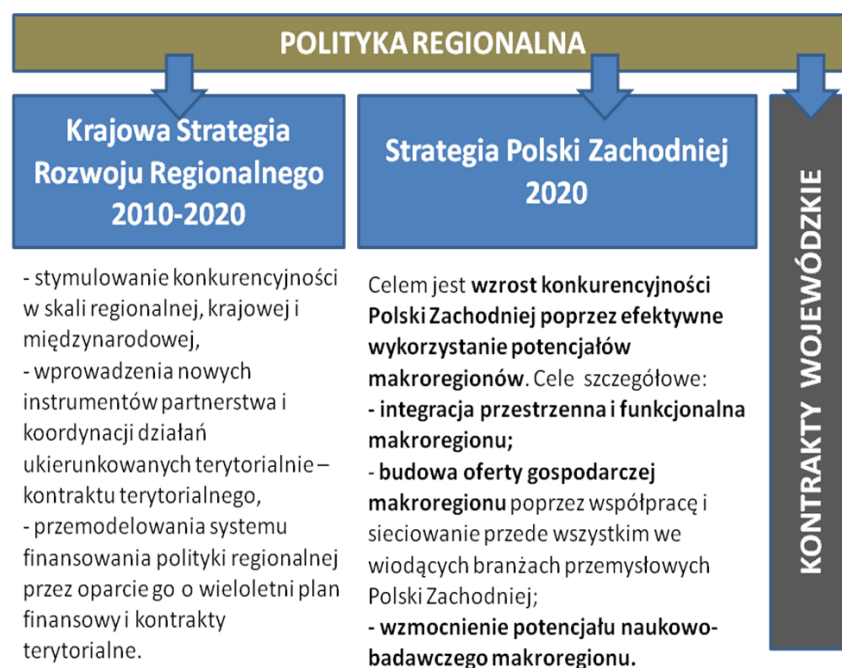 POLITYKA REGIONALNA
Krajowa Strategia
Rozwoju Regionalnego
2010-2020
- stymulowanie konkurencyjności
w skali regionalnej, krajowej i
międzynarodowej,
- wprowadzenia nowych
instrumentów partnerstwa i
koordynacji działań
ukierunkowanych terytorialnie –
kontraktu terytorialnego,
- przemodelowania systemu
finansowania polityki regionalnej
przez oparcie go o wieloletni plan
finansowy i kontrakty
terytorialne.
Strategia Polski Zachodniej
2020
Celem jest wzrost konkurencyjności
Polski Zachodniej poprzez efektywne
wykorzystanie potencjałów
makroregionów. Cele szczegółowe:
- integracja przestrzenna i funkcjonalna
makroregionu;
- budowa oferty gospodarczej
makroregionu poprzez współpracę i
sieciowanie przede wszystkim we
wiodących branżach przemysłowych
Polski Zachodniej;
- wzmocnienie potencjału naukowo-
badawczego makroregionu.
KONTRAKTY WOJEWÓDZKIE